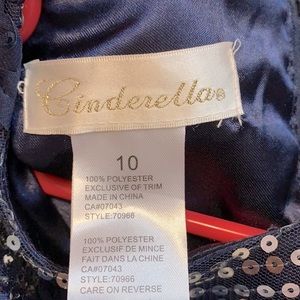 Cinderella®
10
100% POLYESTER
EXCLUSIVE OF TRIM
MADE IN CHINA
CA#07043
STYLE:70966
100% POLYESTER
EXCLUSIF DE MINCE
FAIT DANS LA CHINE
CA#07043
STYLE:70966
CARE ON REVERSE